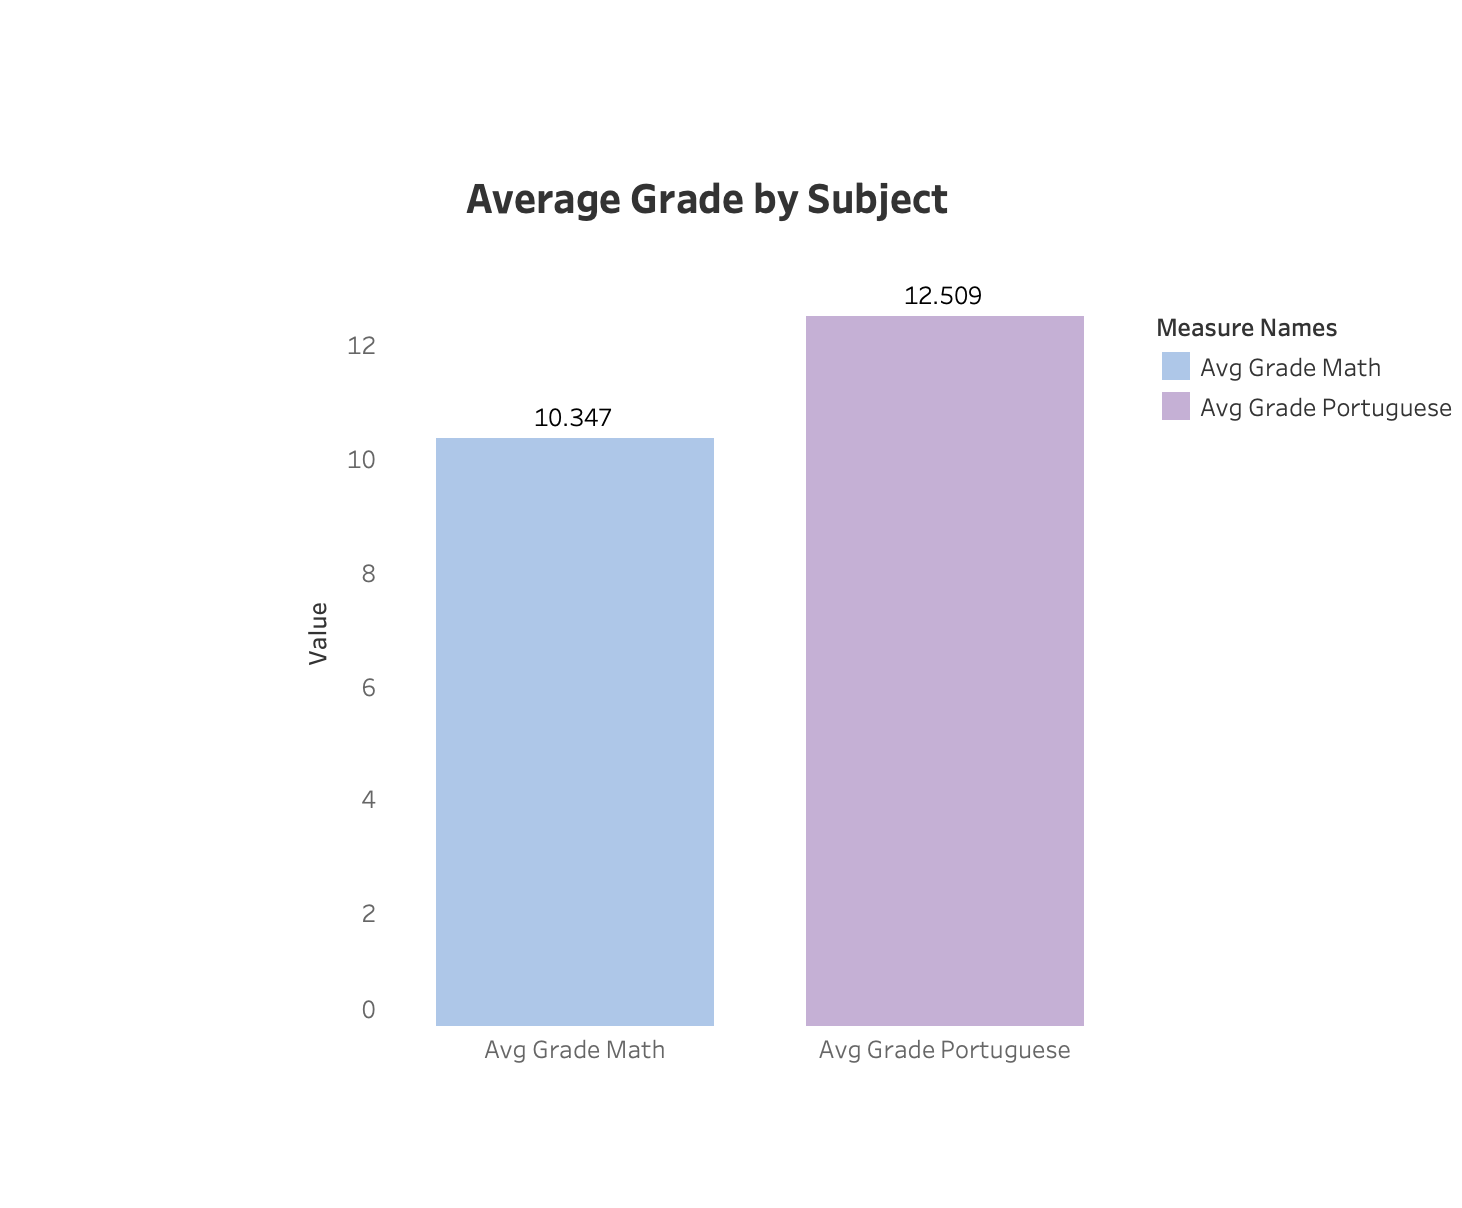 Average Grade by Subject
12.509
10.347
Measure Names
Avg Grade Math
Avg Grade Portuguese
12
10
8
6
4
2
0
Value
Avg Grade Math
Avg Grade Portuguese